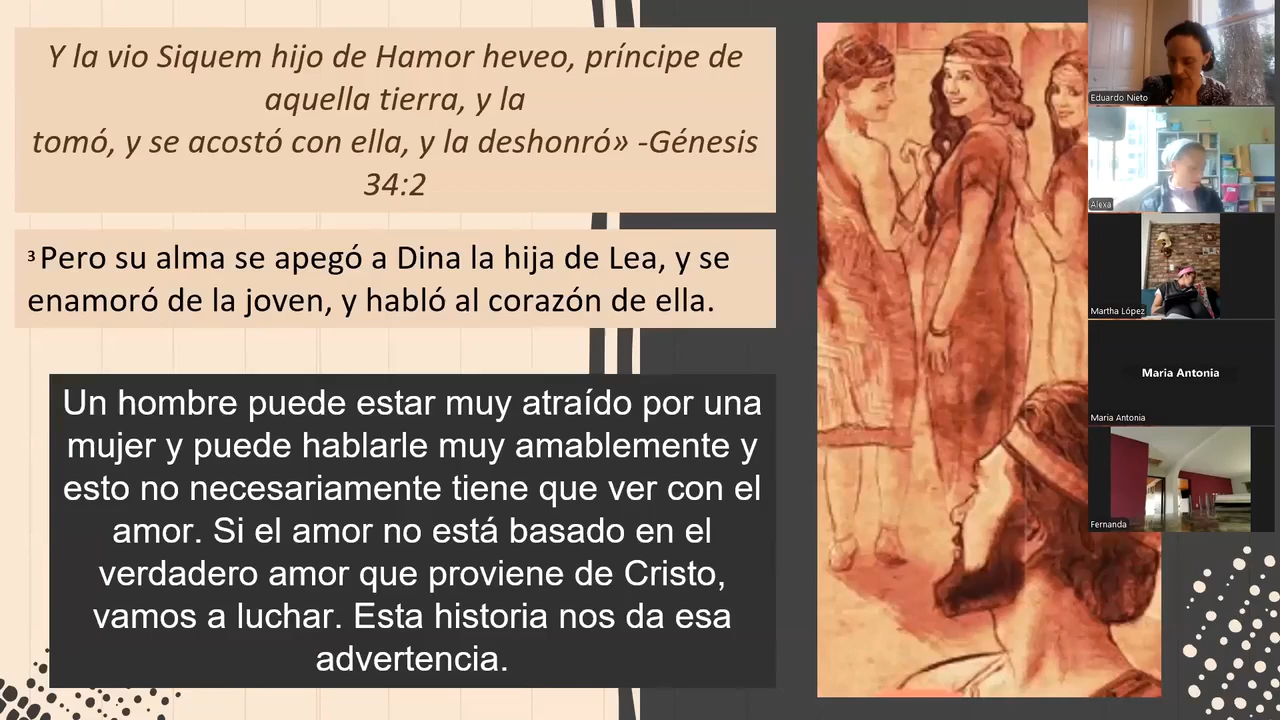 Y la vio Siquem hijo de Hamor heveo, príncipe de
aquella tierra, y la
tomó, y se acostó con ella, y la deshonró» -Génesis
34:2
³ Pero su alma se apegó a Dina la hija de Lea, y se
enamoró de la joven, y habló al corazón de ella.
Un hombre puede estar muy atraído por una
mujer y puede hablarle muy amablemente y
esto no necesariamente tiene que ver con el
amor. Si el amor no está basado en el
verdadero amor que proviene de Cristo,
vamos a luchar. Esta historia nos da esa
advertencia.
Eduardo Nieto
Alexa
Martha López
Maria Antonia
Maria Antonia
Fernanda